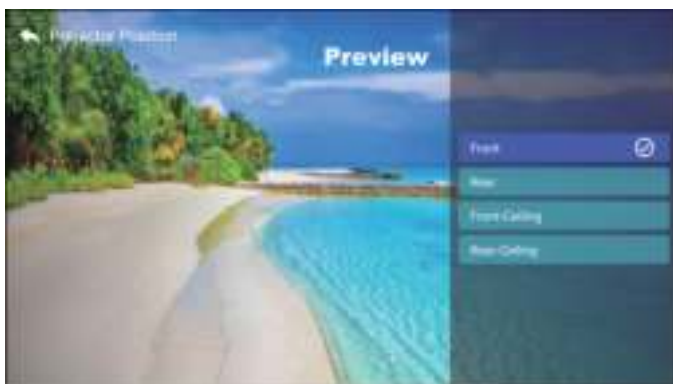 Projector Position
Preview
Front
Rear
Front Ceiling
Rear Ceiling